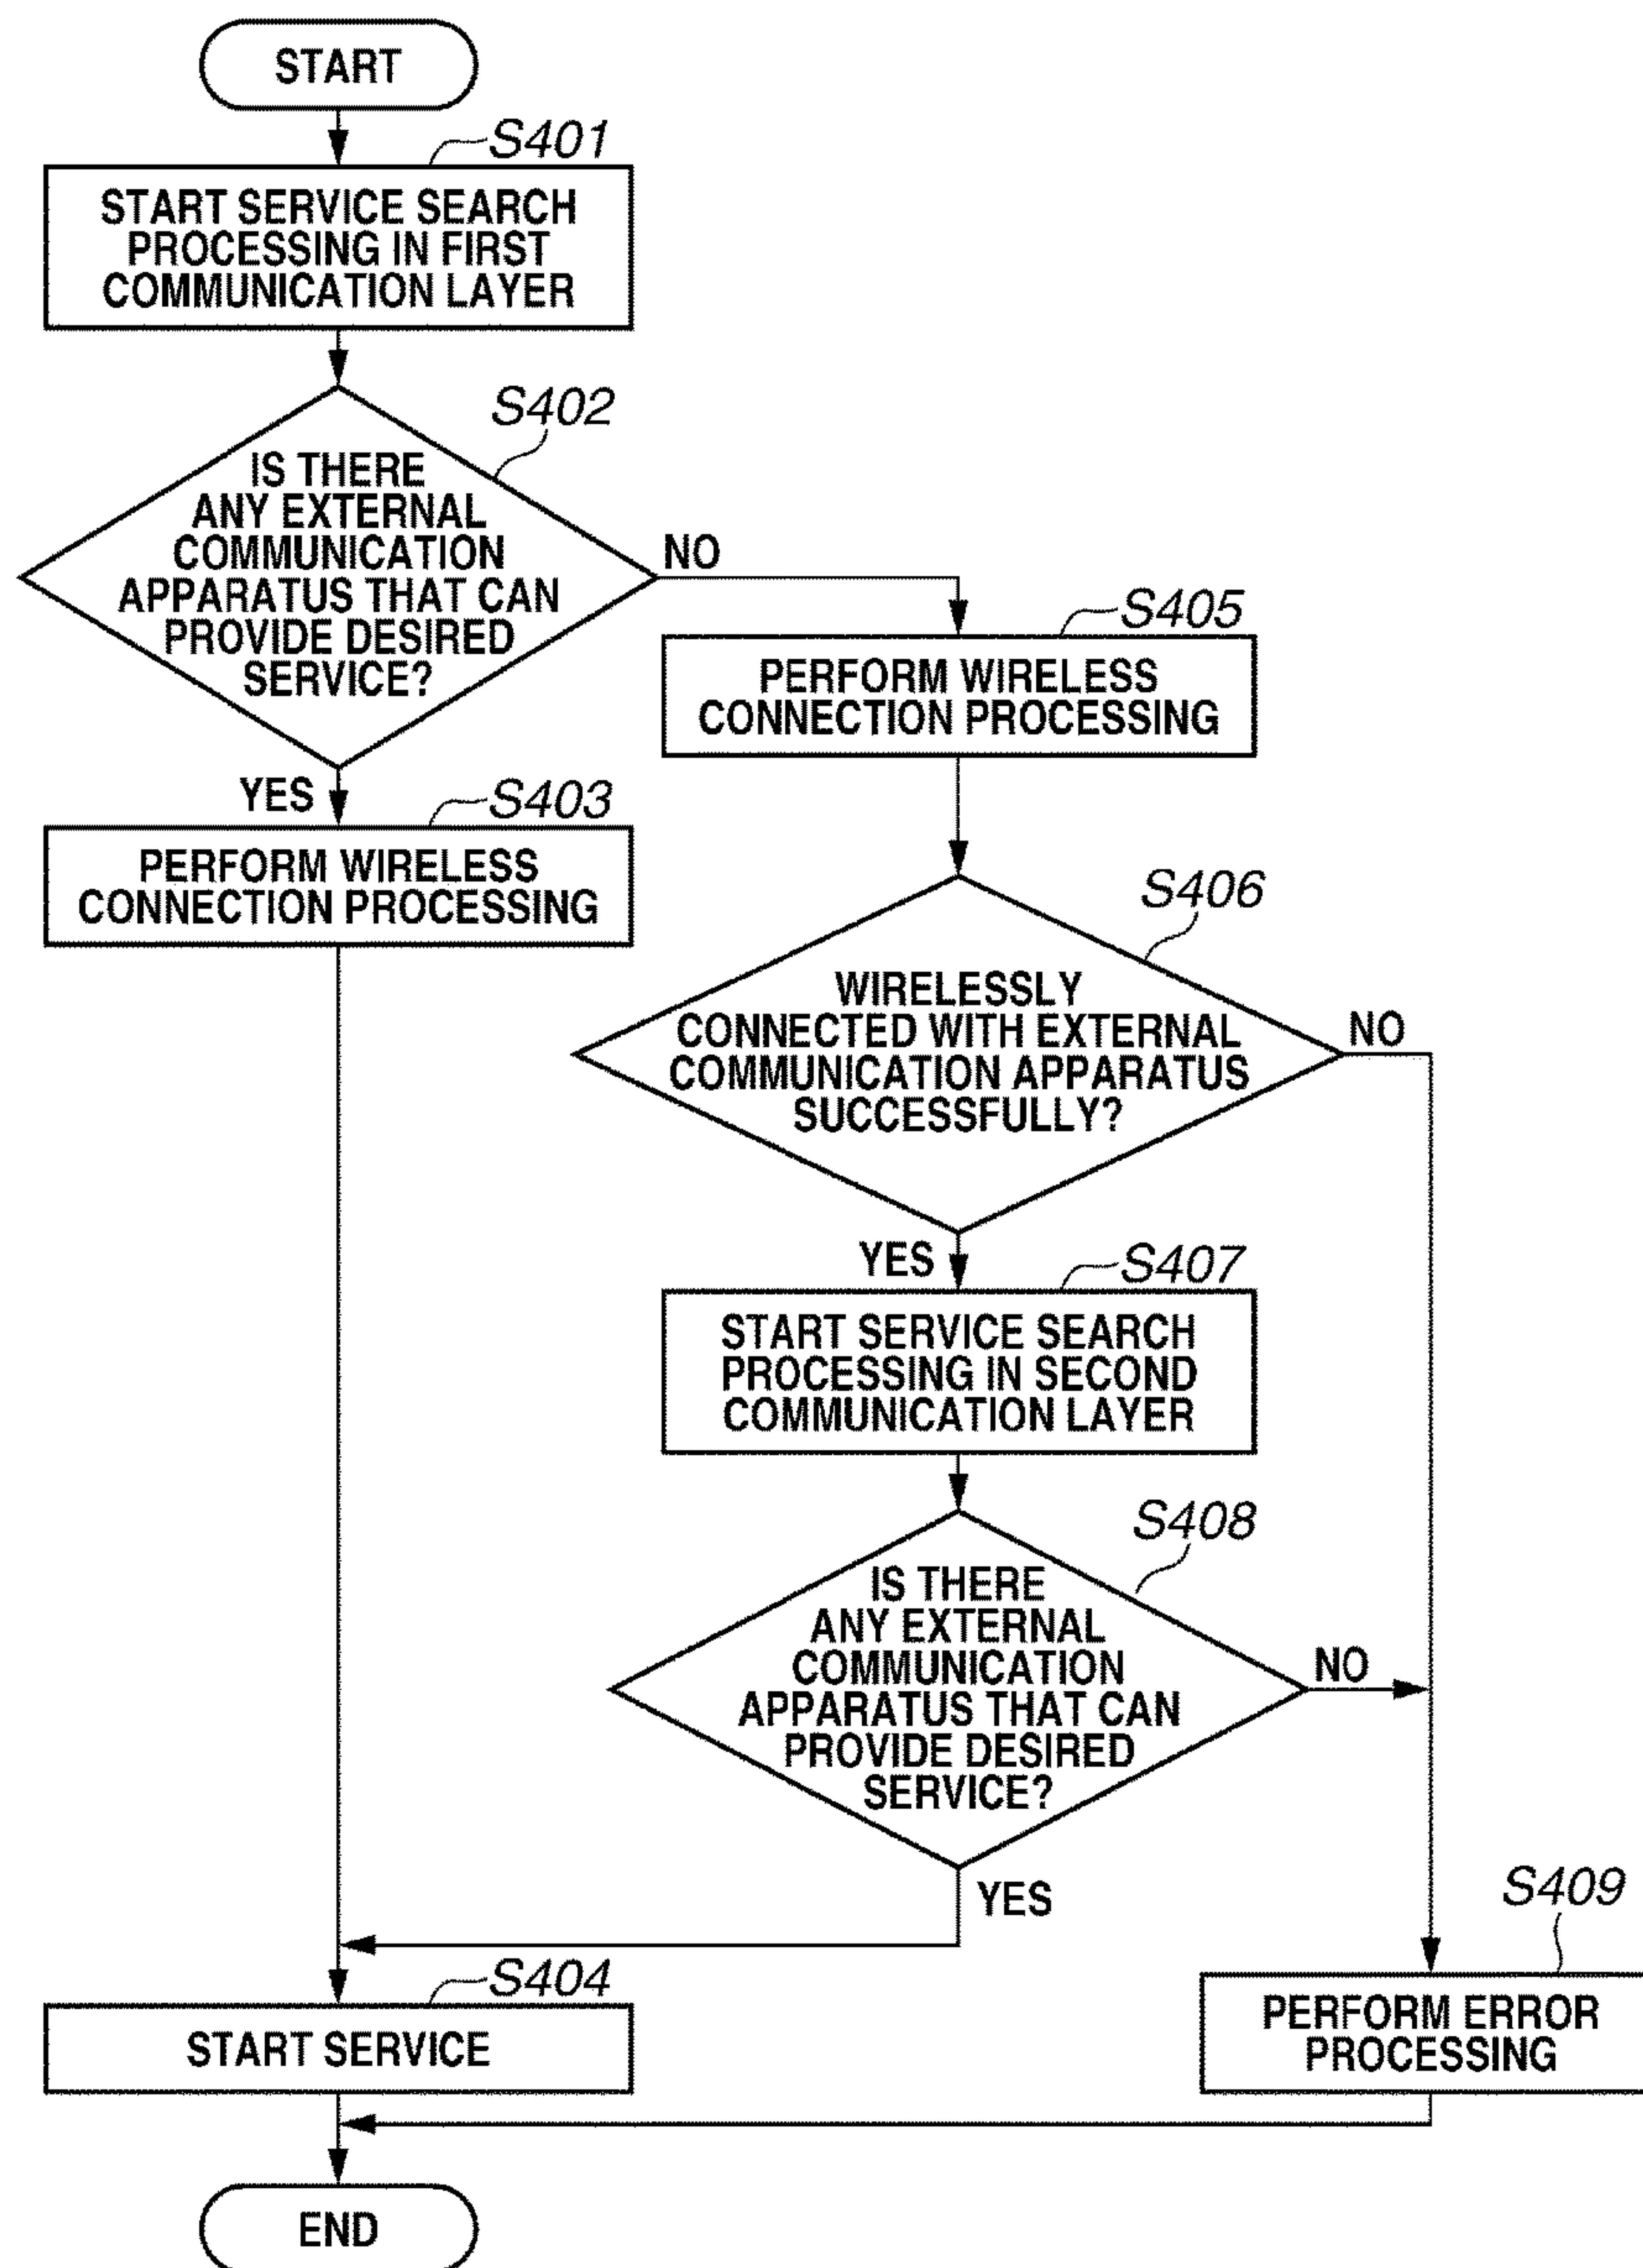 START
S401
START SERVICE SEARCH
PROCESSING IN FIRST
COMMUNICATION LAYER
S402
IS THERE
ANY EXTERNAL
COMMUNICATION
APPARATUS THAT CAN
PROVIDE DESIRED
SERVICE?
NO
YES
S403
PERFORM WIRELESS
CONNECTION PROCESSING
S405
PERFORM WIRELESS
CONNECTION PROCESSING
S406
WIRELESSLY
CONNECTED WITH EXTERNAL
COMMUNICATION APPARATUS
SUCCESSFULLY?
NO
YES
S407
START SERVICE SEARCH
PROCESSING IN SECOND
COMMUNICATION LAYER
S408
IS THERE
ANY EXTERNAL
COMMUNICATION
APPARATUS THAT CAN
PROVIDE DESIRED
SERVICE?
NO
YES
S409
PERFORM ERROR
PROCESSING
S404
START SERVICE
END